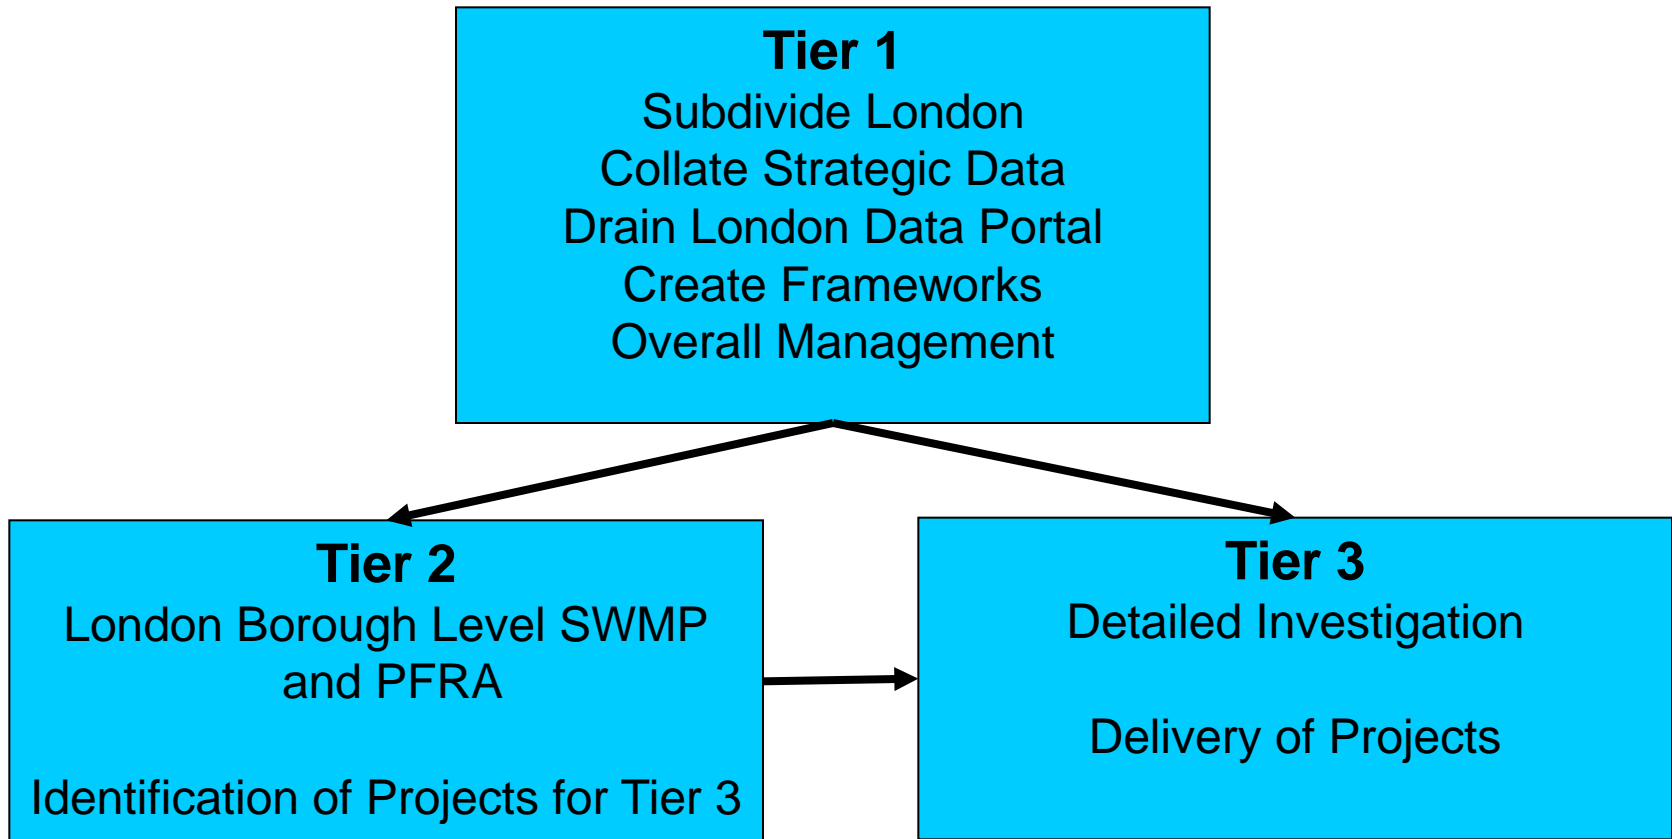 Tier 1
Subdivide London
Collate Strategic Data
Drain London Data Portal
Create Frameworks
Overall Management
Tier 2
London Borough Level SWMP
and PFRA
Identification of Projects for Tier 3
Tier 3
Detailed Investigation
Delivery of Projects